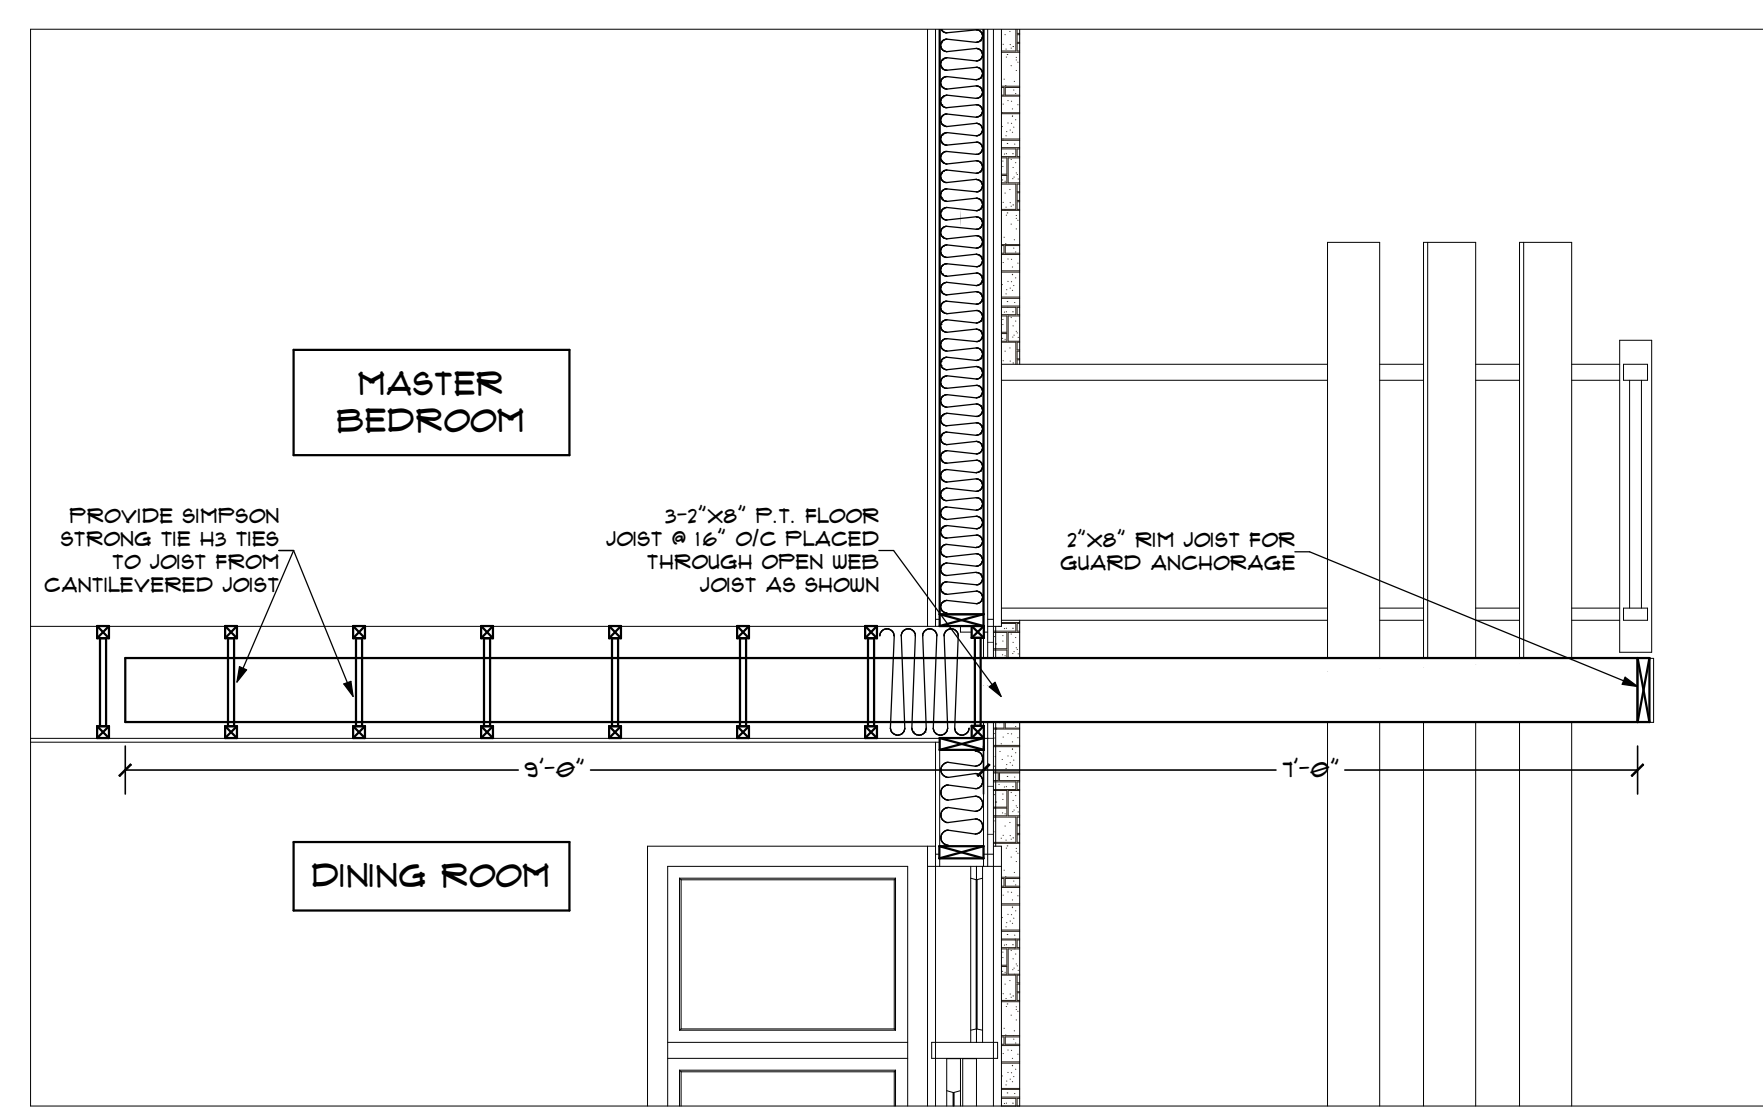 MASTER
BEDROOM
PROVIDE SIMPSON
STRONG TIE H3 TIES
TO JOIST FROM
CANTILEVERED JOIST
3-2"X8" P.T. FLOOR
JOIST @ 16" O/C PLACED
THROUGH OPEN WEB
JOIST AS SHOWN
2"X8" RIM JOIST FOR
GUARD ANCHORAGE
9'-0"
7'-0"
DINING ROOM